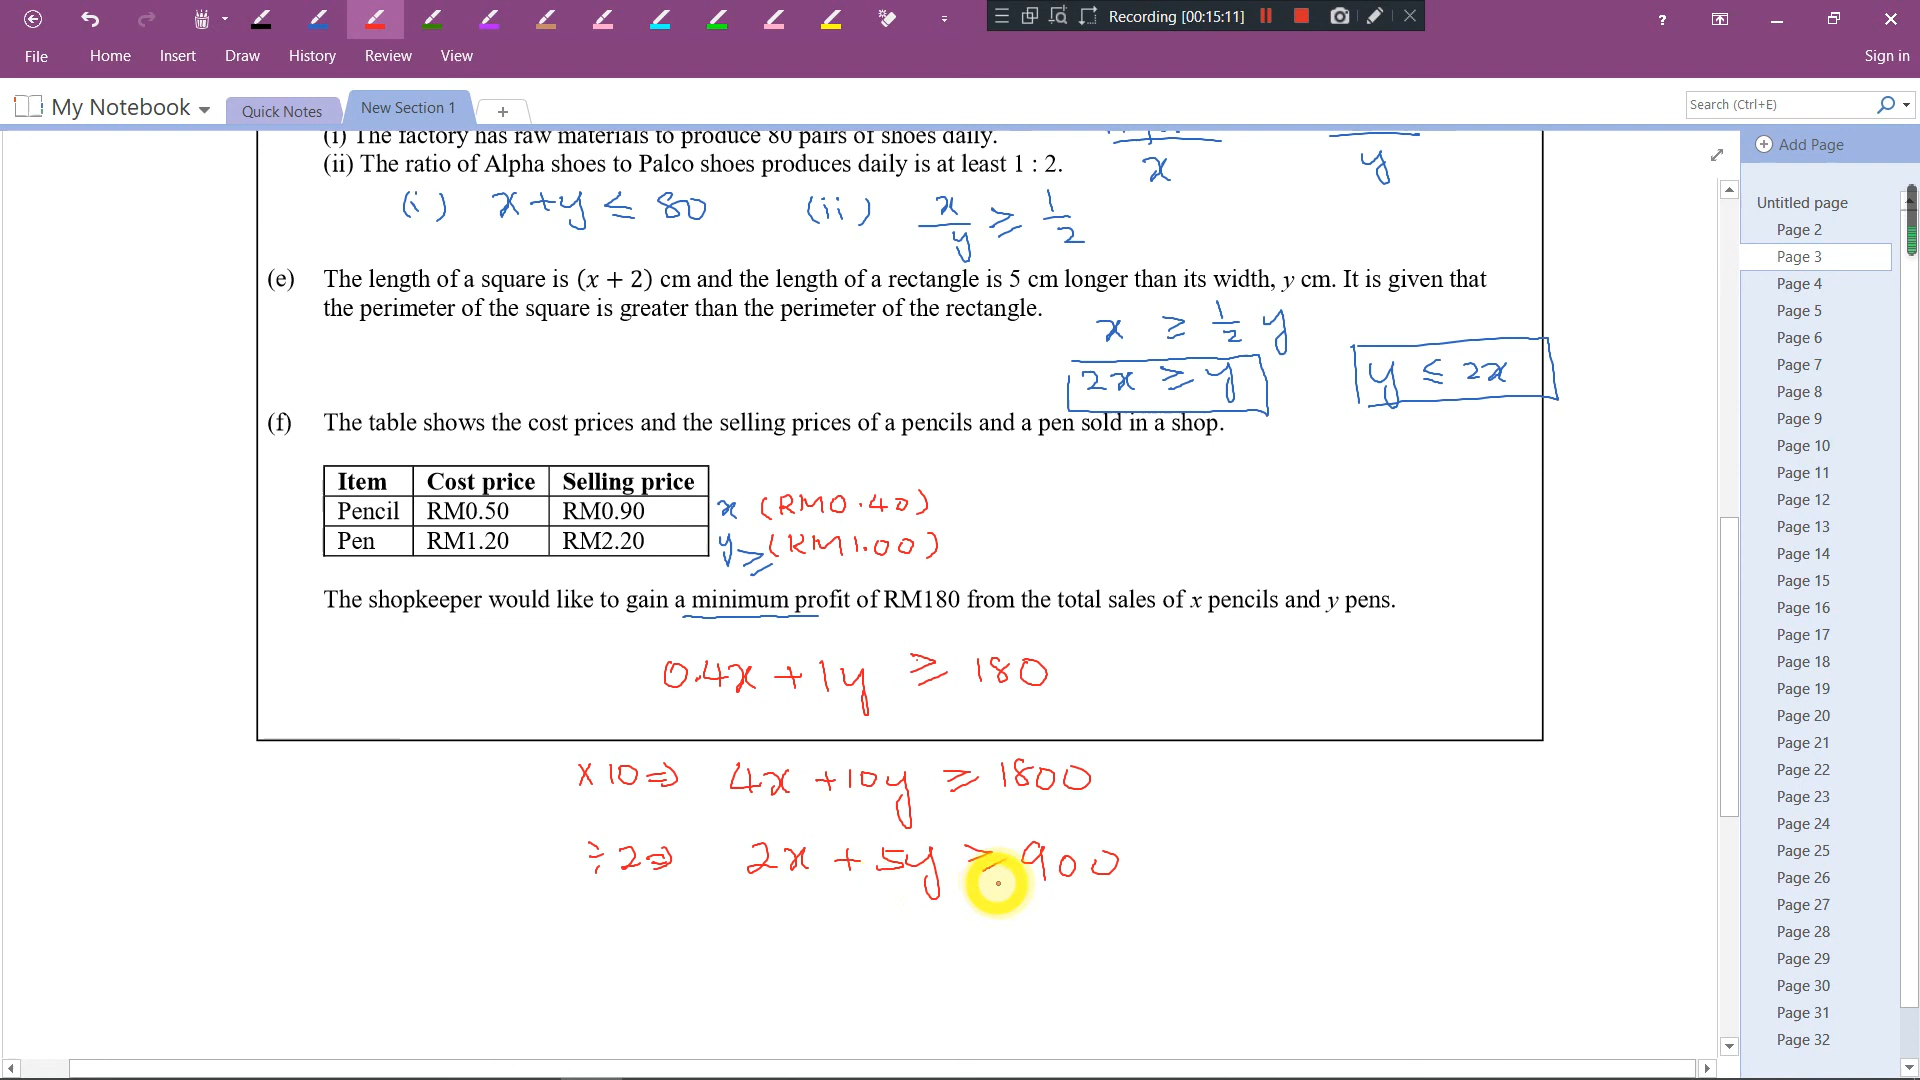 Recording [00:15:11]
?
File Home Insert Draw History Review View
Sign in
My Notebook
Quick Notes
New Section 1
+
Search (Ctrl+E)
(i) The factory has raw materials to produce 80 pairs of shoes daily.
(ii) The ratio of Alpha shoes to Palco shoes produces daily is at least 1 : 2.
x
y
(i) x + y ≤ 80
(ii) x/y ≥ 1/2
(e) The length of a square is (x + 2) cm and the length of a rectangle is 5 cm longer than its width, y cm. It is given that
the perimeter of the square is greater than the perimeter of the rectangle.
x ≥ 1/2 y
2x ≥ y
y ≤ 2x
(f) The table shows the cost prices and the selling prices of a pencils and a pen sold in a shop.
Item Cost price Selling price
Pencil RM0.50 RM0.90 x (RM0.40)
Pen RM1.20 RM2.20 y (RM1.00)
≥
The shopkeeper would like to gain a minimum profit of RM180 from the total sales of x pencils and y pens.
0.4x + 1y ≥ 180
× 10 ⇒ 4x + 10y ≥ 1800
÷ 2 ⇒ 2x + 5y ≥ 900
Add Page
Untitled page
Page 2
Page 3
Page 4
Page 5
Page 6
Page 7
Page 8
Page 9
Page 10
Page 11
Page 12
Page 13
Page 14
Page 15
Page 16
Page 17
Page 18
Page 19
Page 20
Page 21
Page 22
Page 23
Page 24
Page 25
Page 26
Page 27
Page 28
Page 29
Page 30
Page 31
Page 32